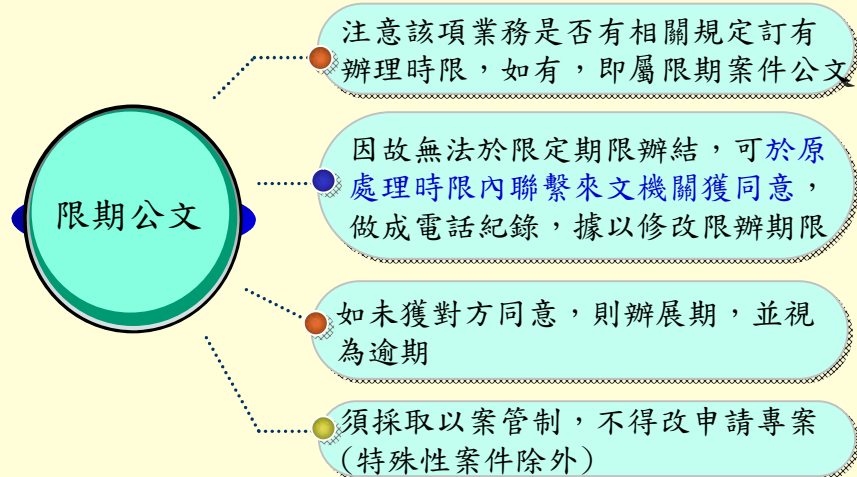 限期公文
注意該項業務是否有相關規定訂有
辦理時限，如有，即屬限期案件公文
因故無法於限定期限辦結，可於原
處理時限內聯繫來文機關獲同意，
做成電話紀錄，據以修改限辦期限
如未獲對方同意，則辦展期，並視
為逾期
須採取以案管制，不得改申請專案
(特殊性案件除外)